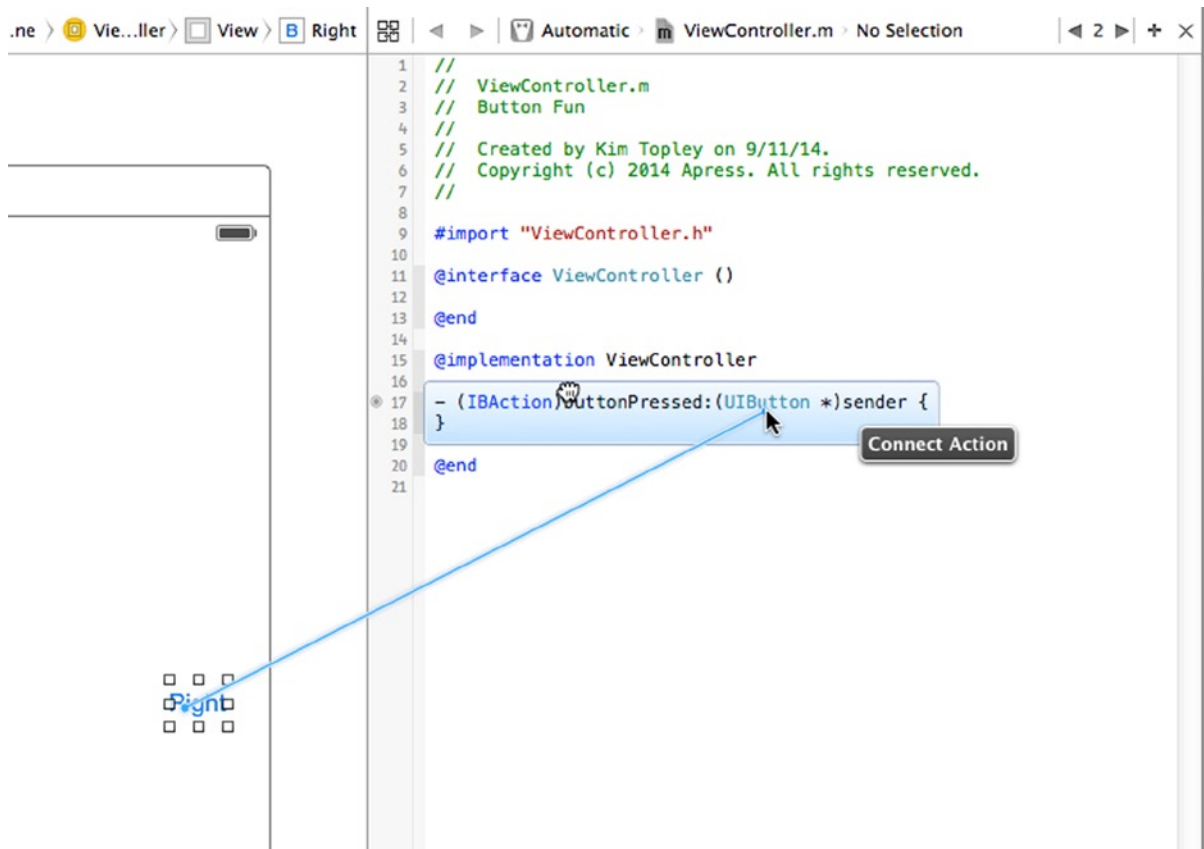 .ne Vie...ller View B Right Automatic m ViewController.m No Selection 2
1 //
2 // ViewController.m
3 // Button Fun
4 //
5 // Created by Kim Topley on 9/11/14.
6 // Copyright (c) 2014 Apress. All rights reserved.
7 //
8
9 #import "ViewController.h"
10
11 @interface ViewController ()
12
13 @end
14
15 @implementation ViewController
16
17 - (IBAction)buttonPressed:(UIButton *)sender {
18 }
Connect Action
19
20 @end
21
Right